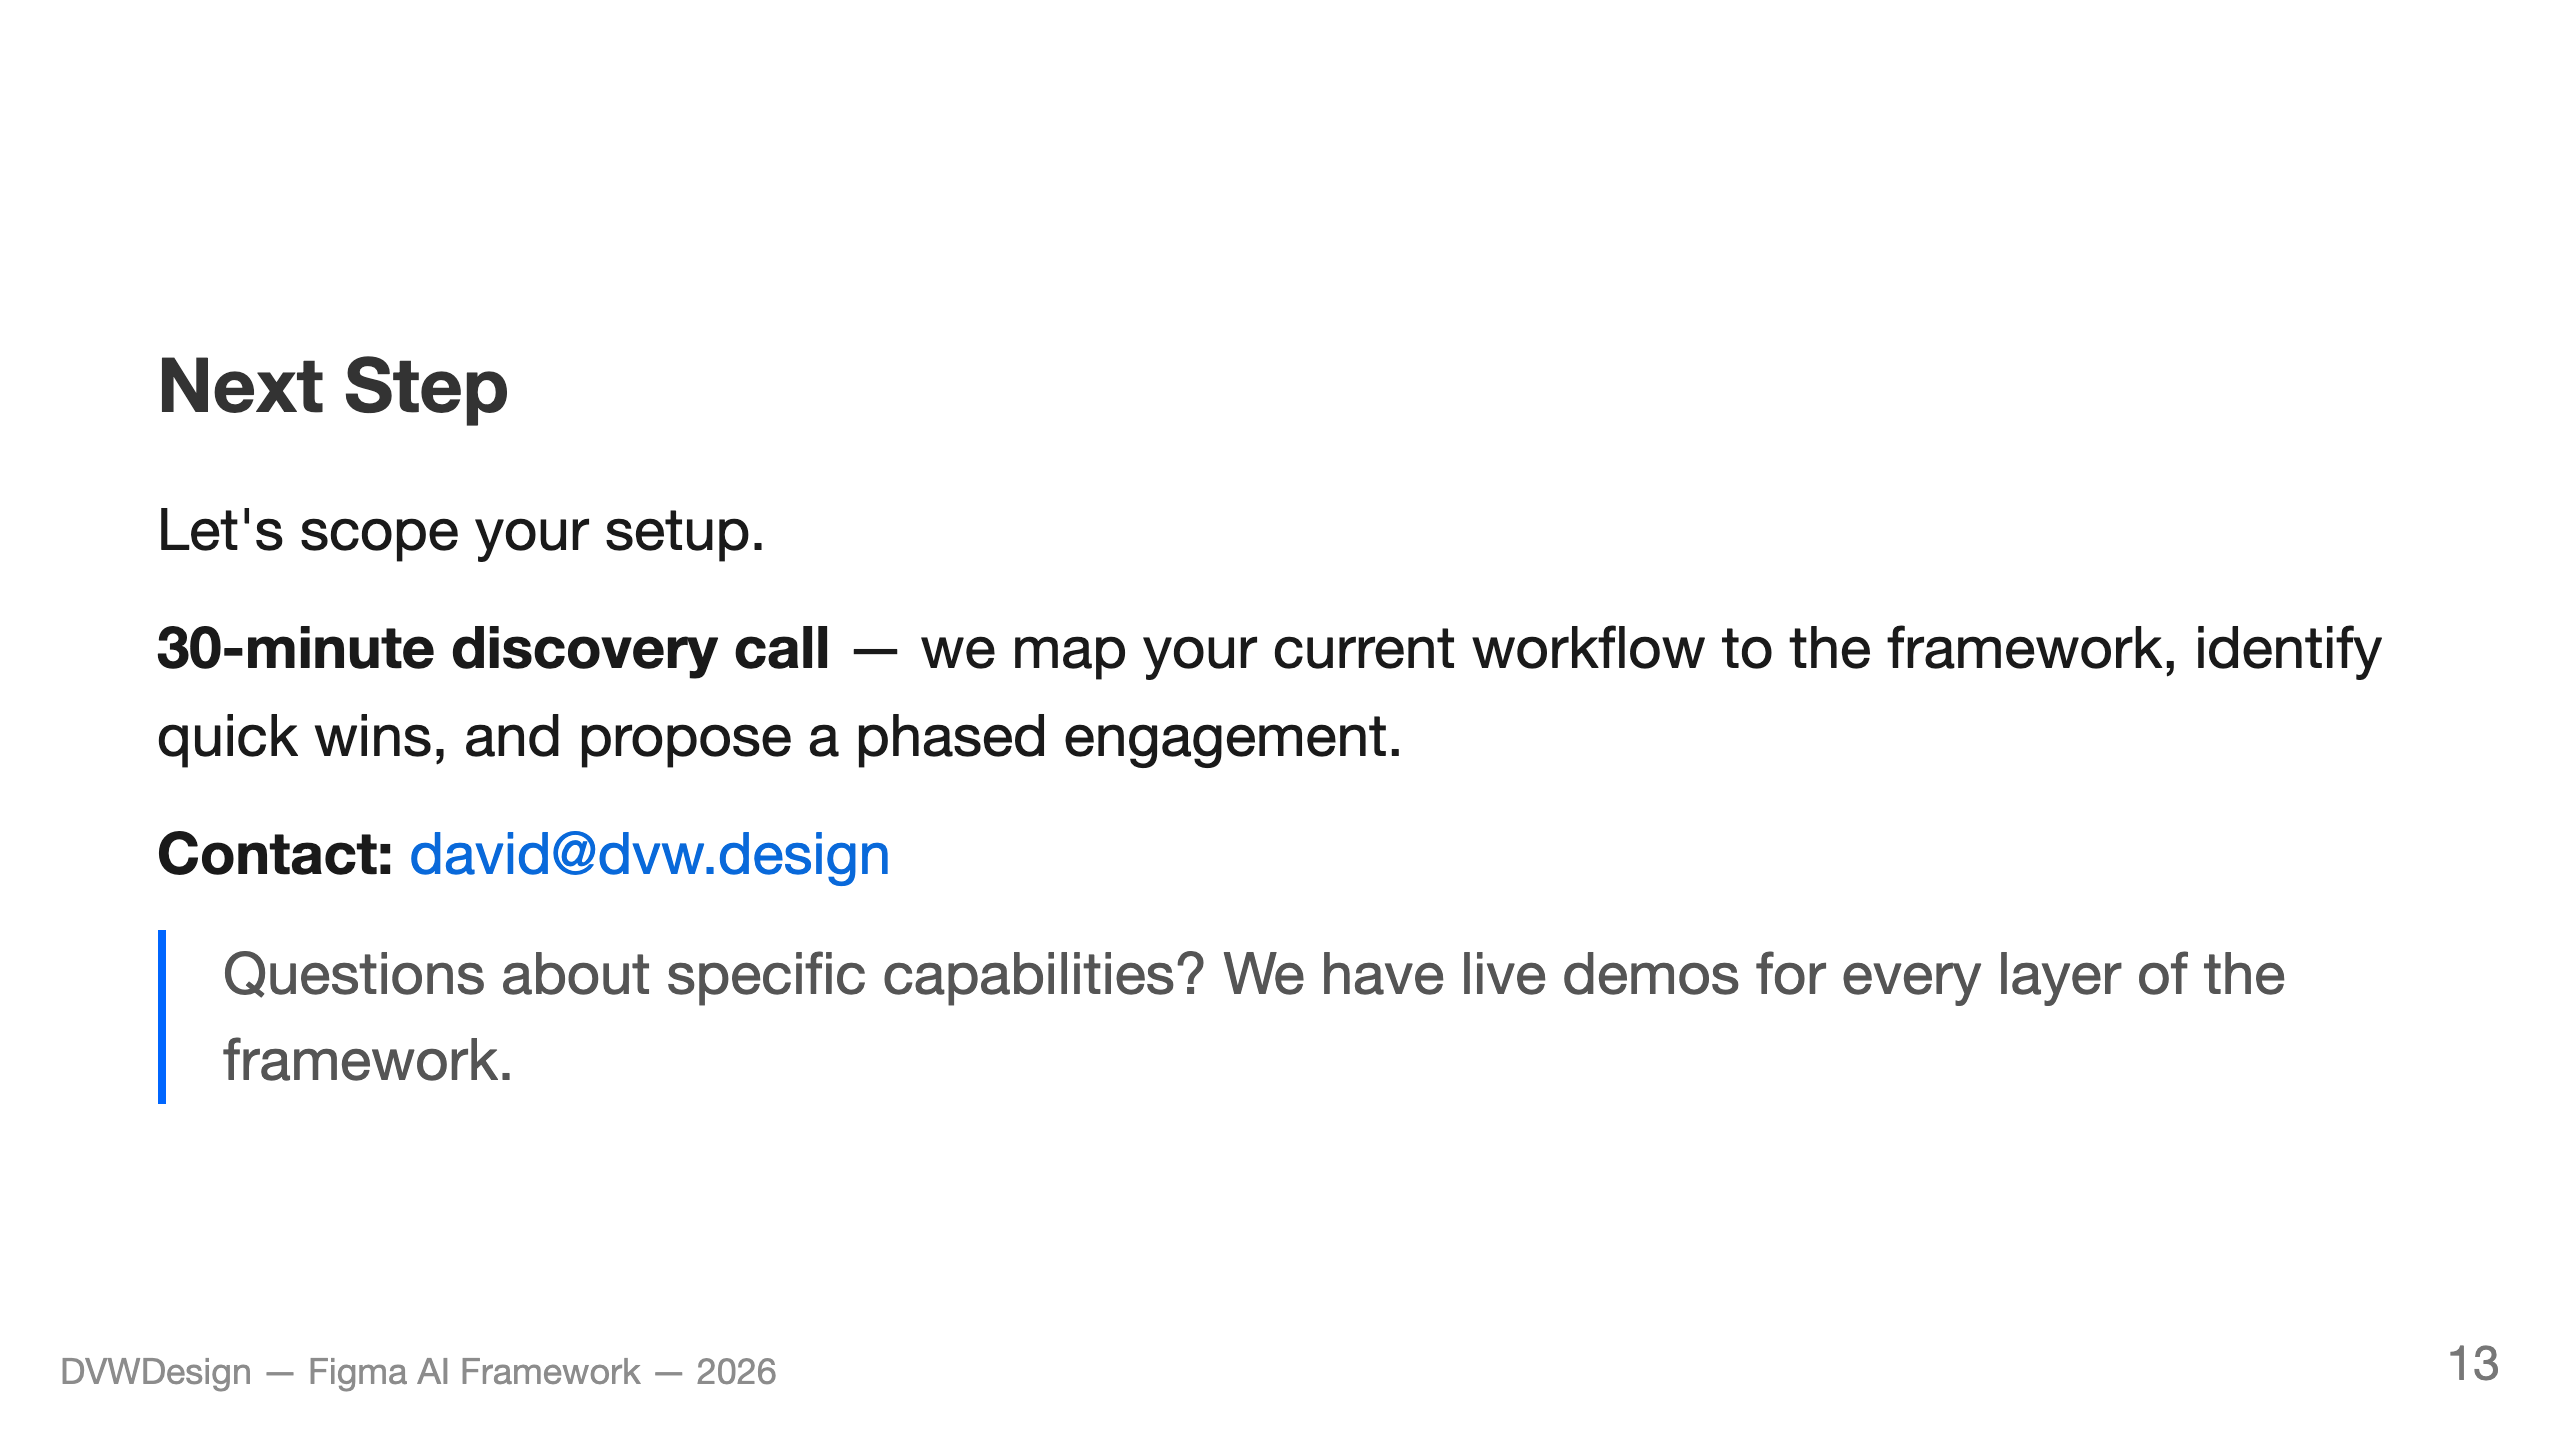 Next Step
Let's scope your setup.
30-minute discovery call — we map your current workflow to the framework, identify
quick wins, and propose a phased engagement.
Contact: david@dvw.design
Questions about specific capabilities? We have live demos for every layer of the
framework.
DVWDesign — Figma AI Framework — 2026
13